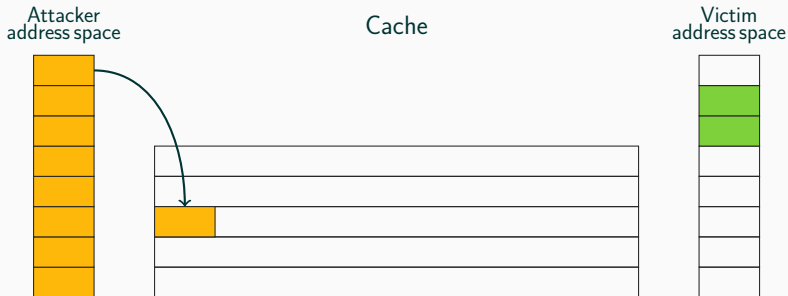 Attacker
address space
Cache
Victim
address space